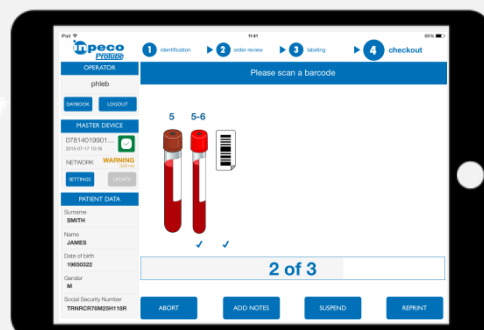 iPad
11:41
inpeco
ProTube
1 identification
2 order review
3 labeling
4 checkout
OPERATOR
phleb
DAYBOOK
LOGOUT
Please scan a barcode
MASTER DEVICE
07814019901...
2015-07-17 10:16
NETWORK
WARNING
SETTINGS
UPDATE
PATIENT DATA
Surname
SMITH
Name
JAMES
Date of birth
19650322
Gender
M
Social Security Number
TRNRCR76M25H118R
5
5-6
2 of 3
ABORT
ADD NOTES
SUSPEND
REPRINT